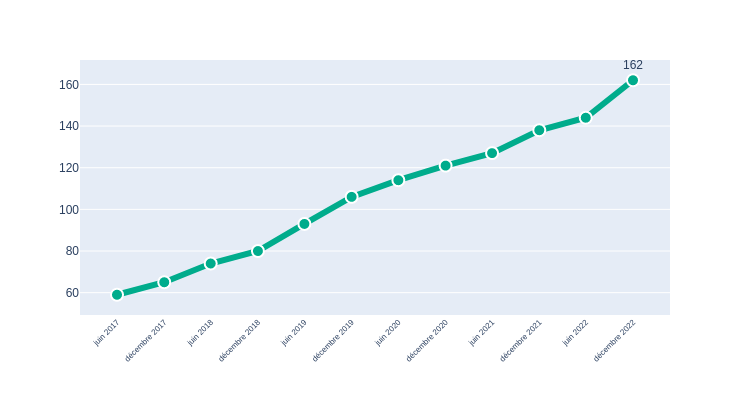 162
160
140
120
100
80
60
juin 2017
décembre 2017
juin 2018
décembre 2018
juin 2019
décembre 2019
juin 2020
décembre 2020
juin 2021
décembre 2021
juin 2022
décembre 2022